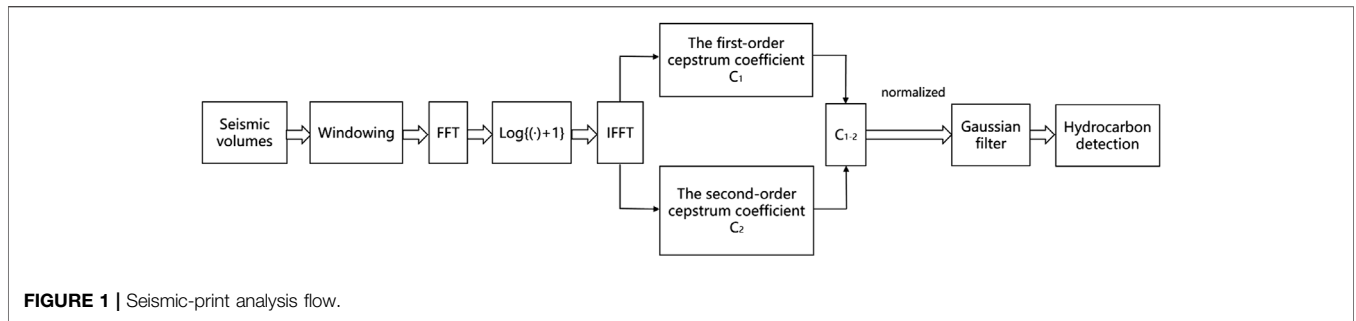 Seismic
volumes
Windowing
FFT
Log{(·)+1}
IFFT
The first-order
cepstrum coefficient
C₁
The second-order
cepstrum coefficient
C₂
C₁₋₂
normalized
Gaussian
filter
Hydrocarbon
detection
FIGURE 1 | Seismic-print analysis flow.